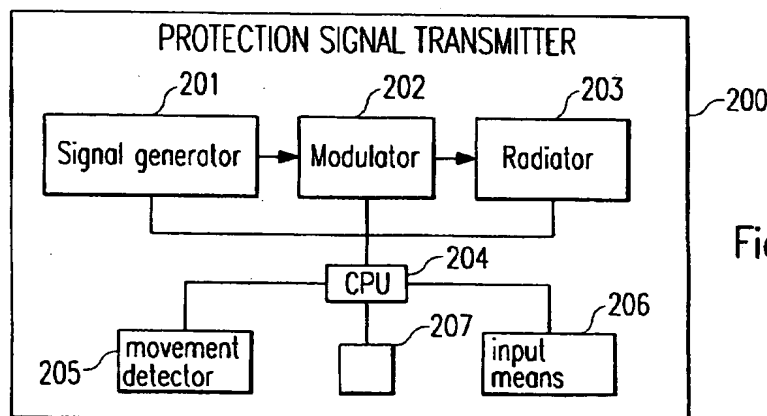 PROTECTION SIGNAL TRANSMITTER
201
202
203
200
Signal generator
Modulator
Radiator
CPU
204
205
movement
detector
207
206
input
means